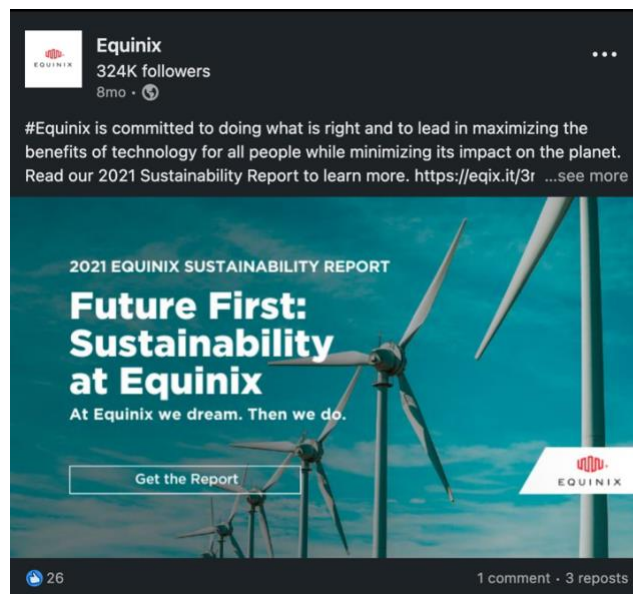 EQUINIX
Equinix
324K followers
8mo •
#Equinix is committed to doing what is right and to lead in maximizing the
benefits of technology for all people while minimizing its impact on the planet.
Read our 2021 Sustainability Report to learn more. https://eqix.it/3r ...see more
2021 EQUINIX SUSTAINABILITY REPORT
Future First:
Sustainability
at Equinix
At Equinix we dream. Then we do.
Get the Report
EQUINIX
26
1 comment • 3 reposts